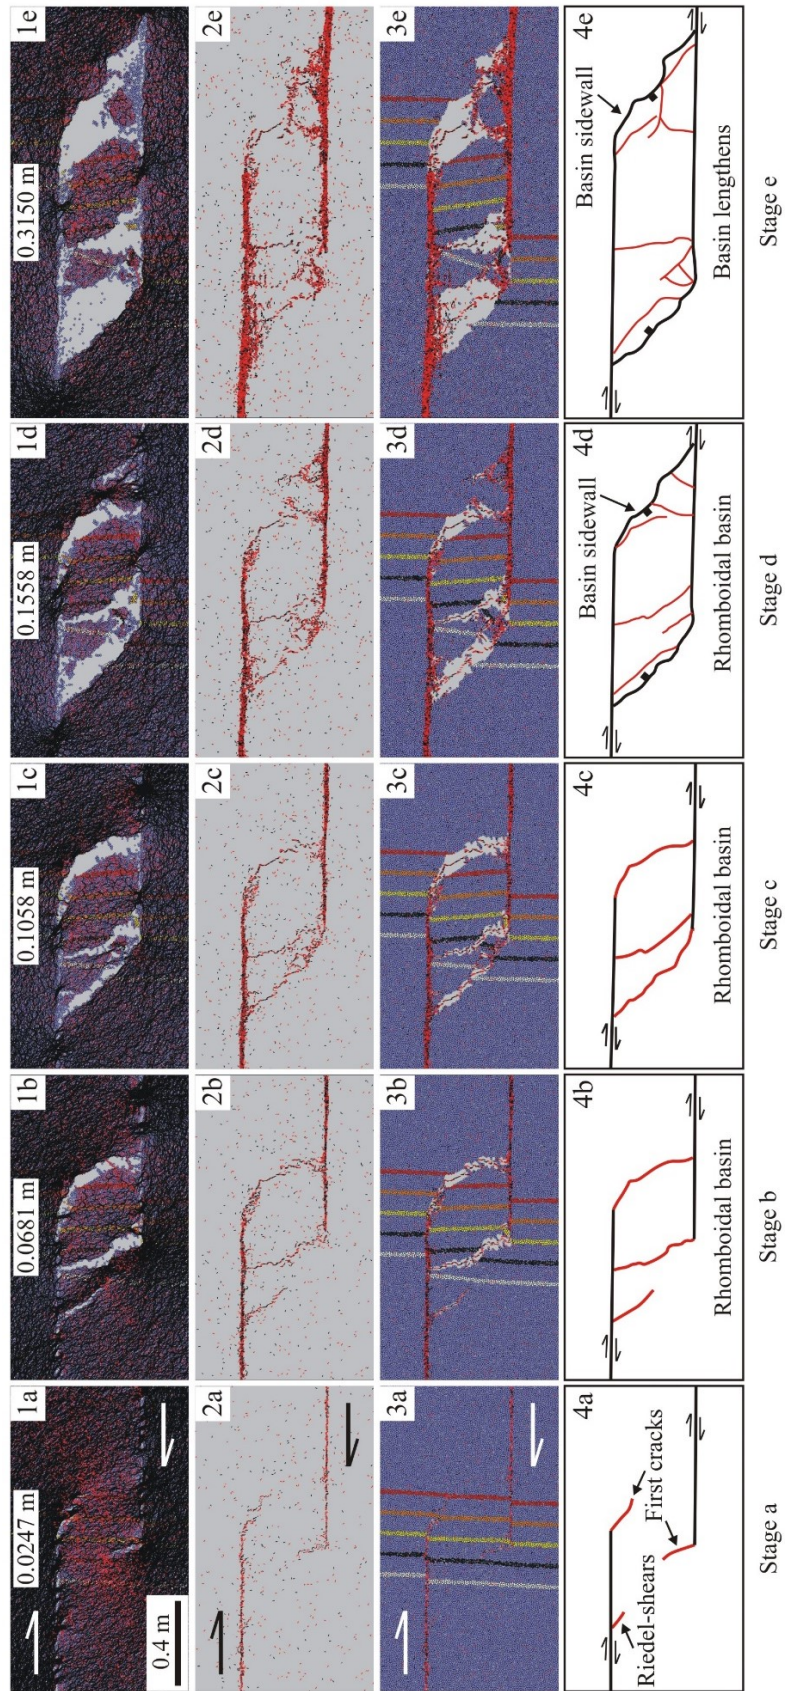 0.0247 m
1a
0.4 m
0.0681 m
1b
0.1058 m
1c
0.1558 m
1d
0.3150 m
1e
2a
2b
2c
2d
2e
3a
3b
3c
3d
3e
4a
Riedel-shears
First cracks
4b
Rhomboidal basin
4c
Rhomboidal basin
4d
Basin sidewall
Rhomboidal basin
4e
Basin sidewall
Basin lengthens
Stage a
Stage b
Stage c
Stage d
Stage e